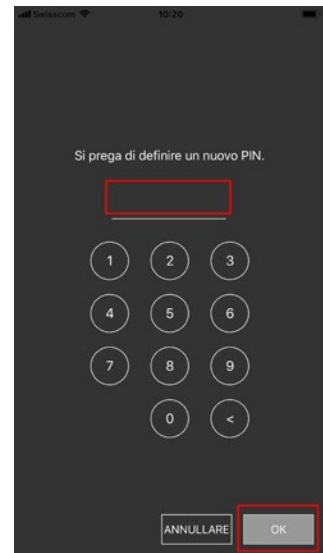 Swisscom 10:20
Si prega di definire un nuovo PIN.
1 2 3
4 5 6
7 8 9
0 <
ANNULLARE OK